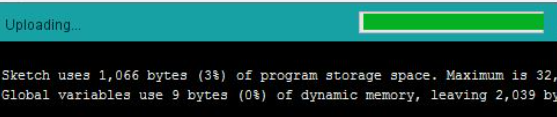 Uploading...
Sketch uses 1,066 bytes (3%) of program storage space. Maximum is 32,
Global variables use 9 bytes (0%) of dynamic memory, leaving 2,039 by